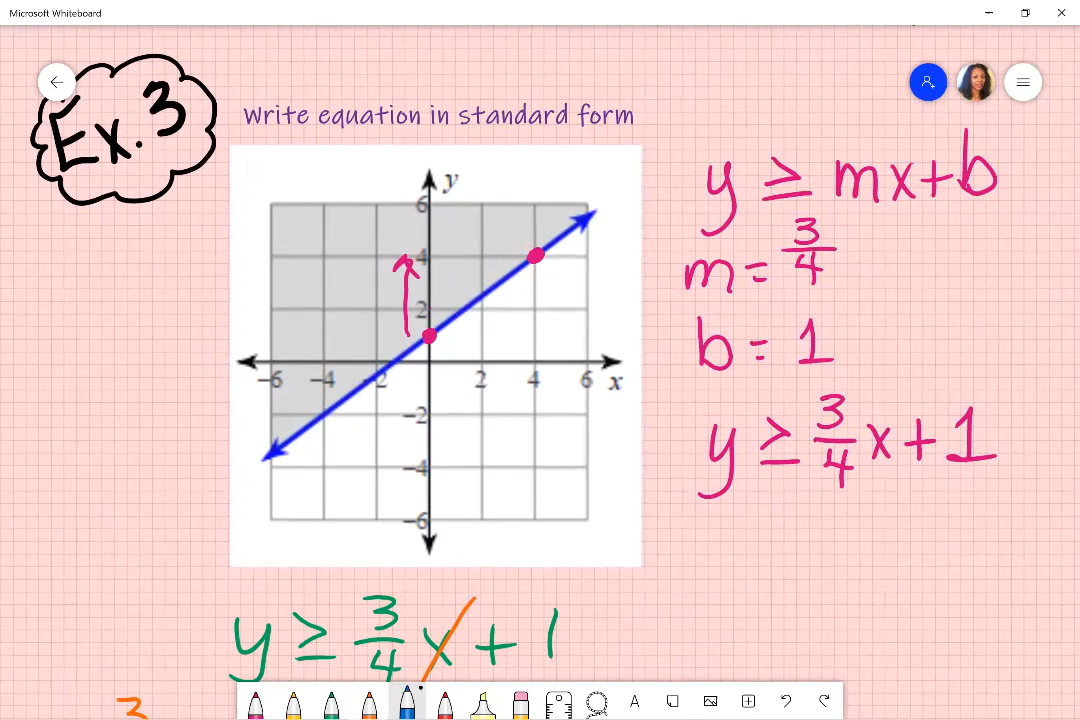 Microsoft Whiteboard
Ex. 3
Write equation in standard form
y ≥ mx+b
m = 3/4
b = 1
y ≥ 3/4 x + 1
y
6
4
2
-6 -4 -2 2 4 6 x
-2
-4
-6
y ≥ 3/4 x + 1
3
A